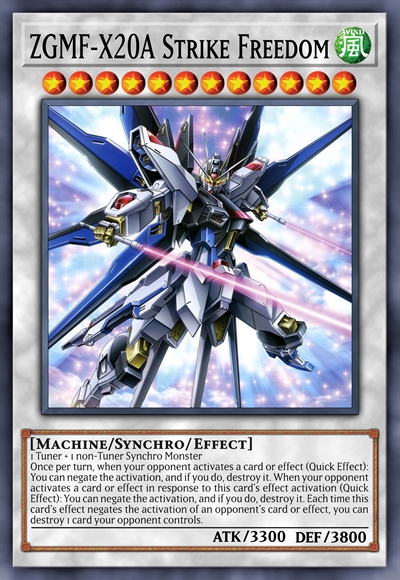 ZGMF-X20A STRIKE FREEDOM
WIND
風
[MACHINE/SYNCHRO/EFFECT]
1 Tuner + 1 non-Tuner Synchro Monster
Once per turn, when your opponent activates a card or effect (Quick Effect):
You can negate the activation, and if you do, destroy it. When your opponent
activates a card or effect in response to this card's effect activation (Quick
Effect): You can negate the activation, and if you do, destroy it. Each time this
card's effect negates the activation of an opponent's card or effect, you can
destroy 1 card your opponent controls.
ATK/3300 DEF/3800